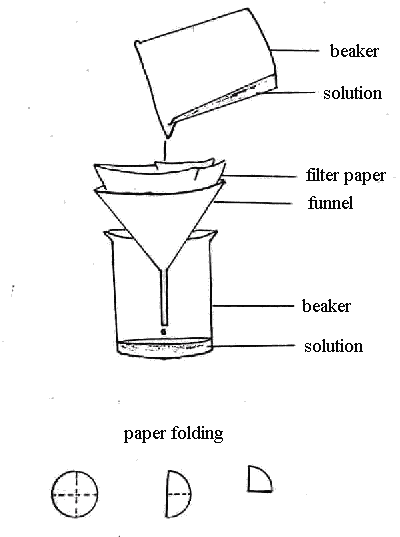 beaker
solution
filter paper
funnel
beaker
solution
paper folding